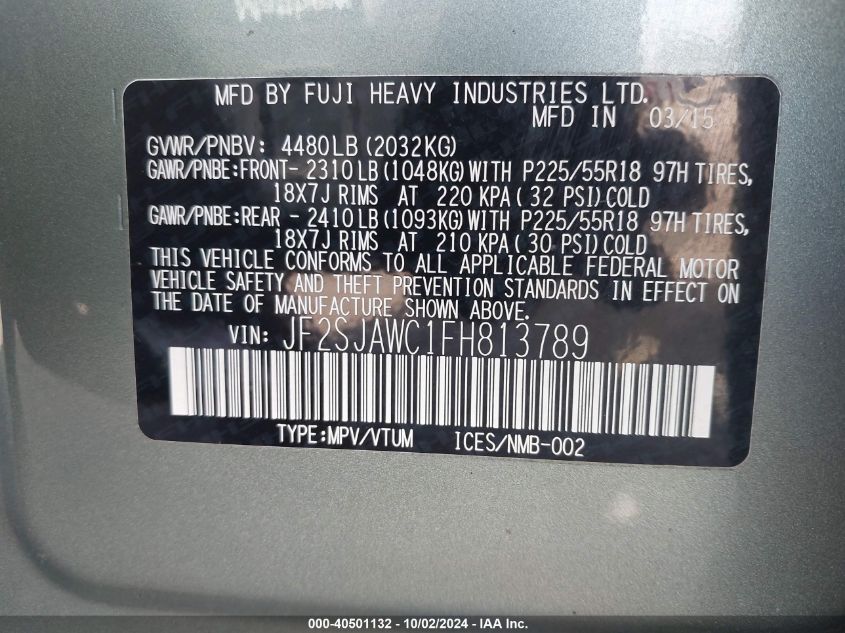 MFD BY FUJI HEAVY INDUSTRIES LTD.
MFD IN 03/15
GVWR/PNBV: 4480LB (2032KG)
GAWR/PNBE:FRONT- 2310LB (1048KG)WITH P225/55R18 97H TIRES,
18X7J RIMS AT 220 KPA ( 32 PSI)COLD
GAWR/PNBE:REAR - 2410LB (1093KG)WITH P225/55R18 97H TIRES,
18X7J RIMS AT 210 KPA ( 30 PSI)COLD
THIS VEHICLE CONFORMS TO ALL APPLICABLE FEDERAL MOTOR
VEHICLE SAFETY AND THEFT PREVENTION STANDARDS IN EFFECT ON
THE DATE OF MANUFACTURE SHOWN ABOVE.
VIN: JF2SJAWC1FH813789
TYPE:MPV/VTUM ICES/NMB-002
000-40501132 - 10/02/2024 - IAA Inc.